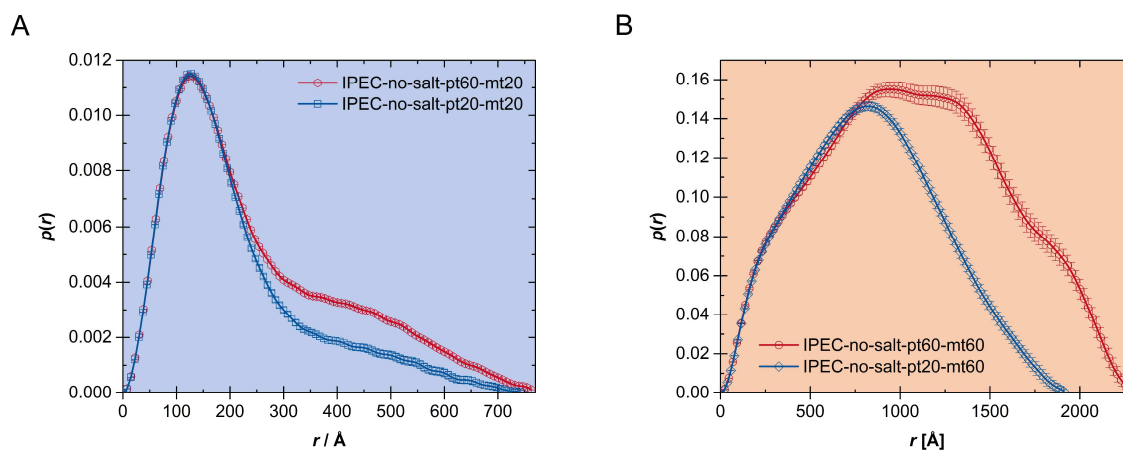 A
B
0.012
0.010
0.008
0.006
0.004
0.002
0.000
p(r)
IPEC-no-salt-pt60-mt20
IPEC-no-salt-pt20-mt20
0 100 200 300 400 500 600 700
r / Å
0.16
0.14
0.12
0.10
0.08
0.06
0.04
0.02
0.00
p(r)
IPEC-no-salt-pt60-mt60
IPEC-no-salt-pt20-mt60
0 500 1000 1500 2000
r [Å]